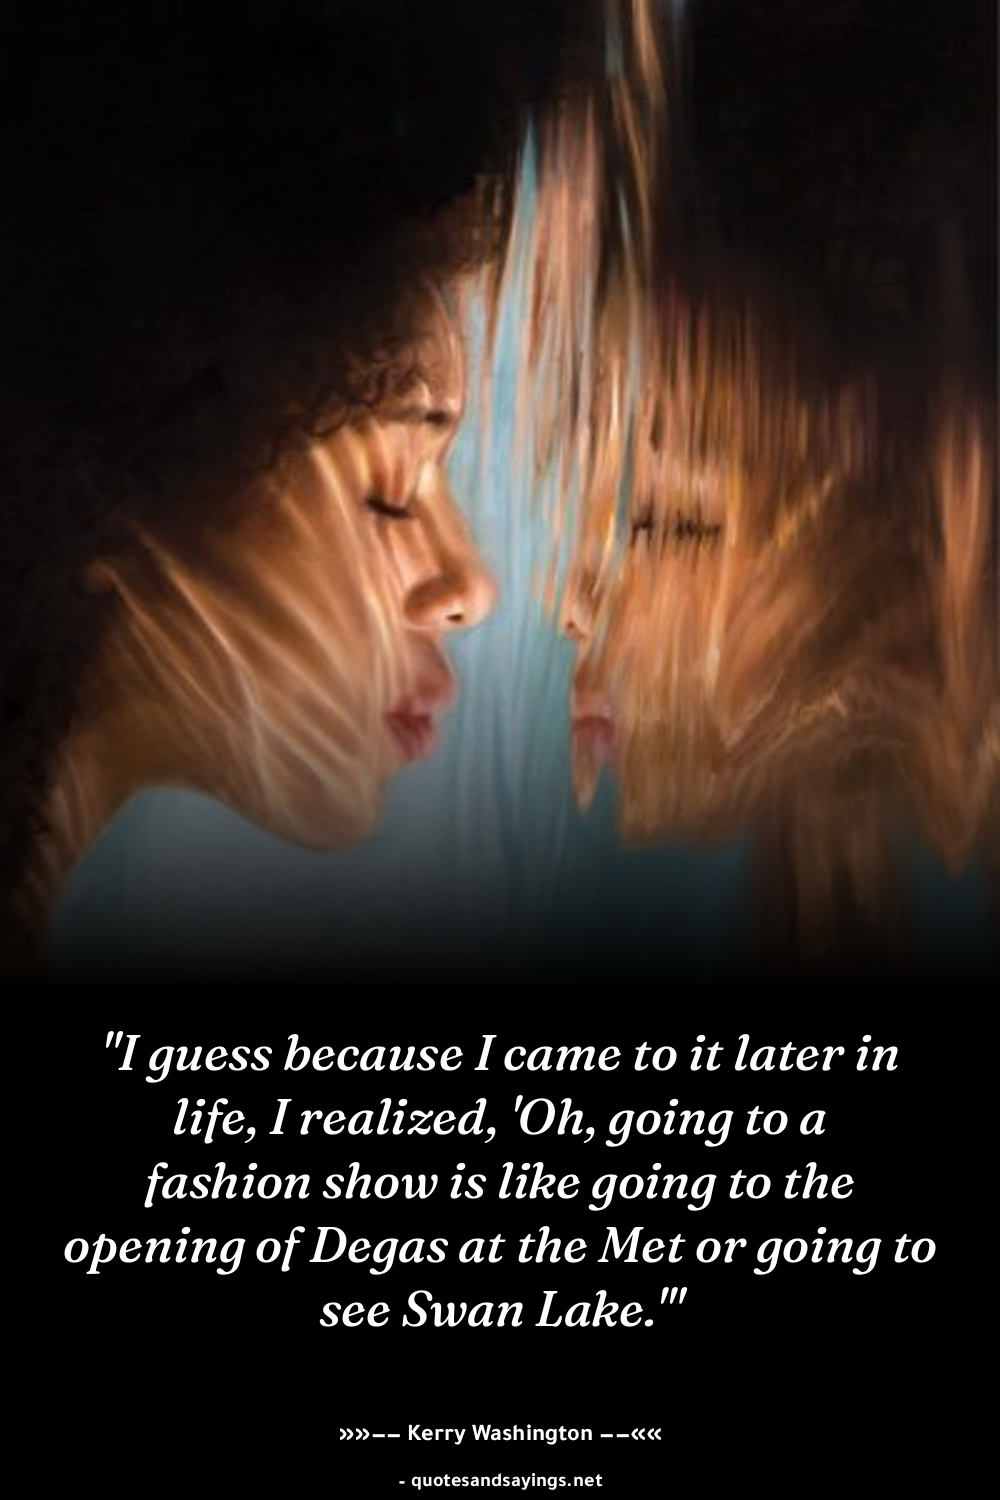 "I guess because I came to it later in
life, I realized, 'Oh, going to a
fashion show is like going to the
opening of Degas at the Met or going to
see Swan Lake.'"
»»–– Kerry Washington ––««
- quotesandsayings.net